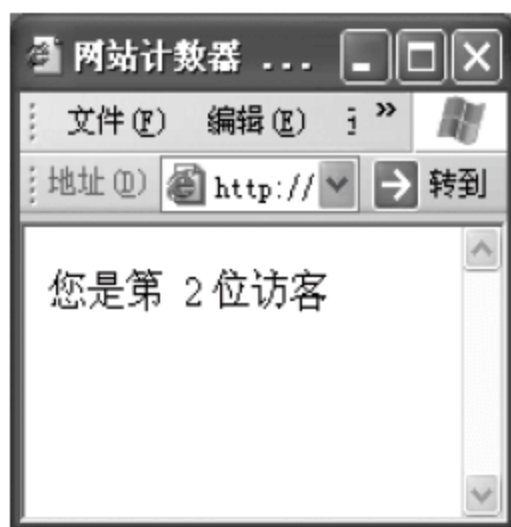 网站计数器 ...
文件(F) 编辑(E) »
地址(D) http:// 转到
您是第 2 位访客